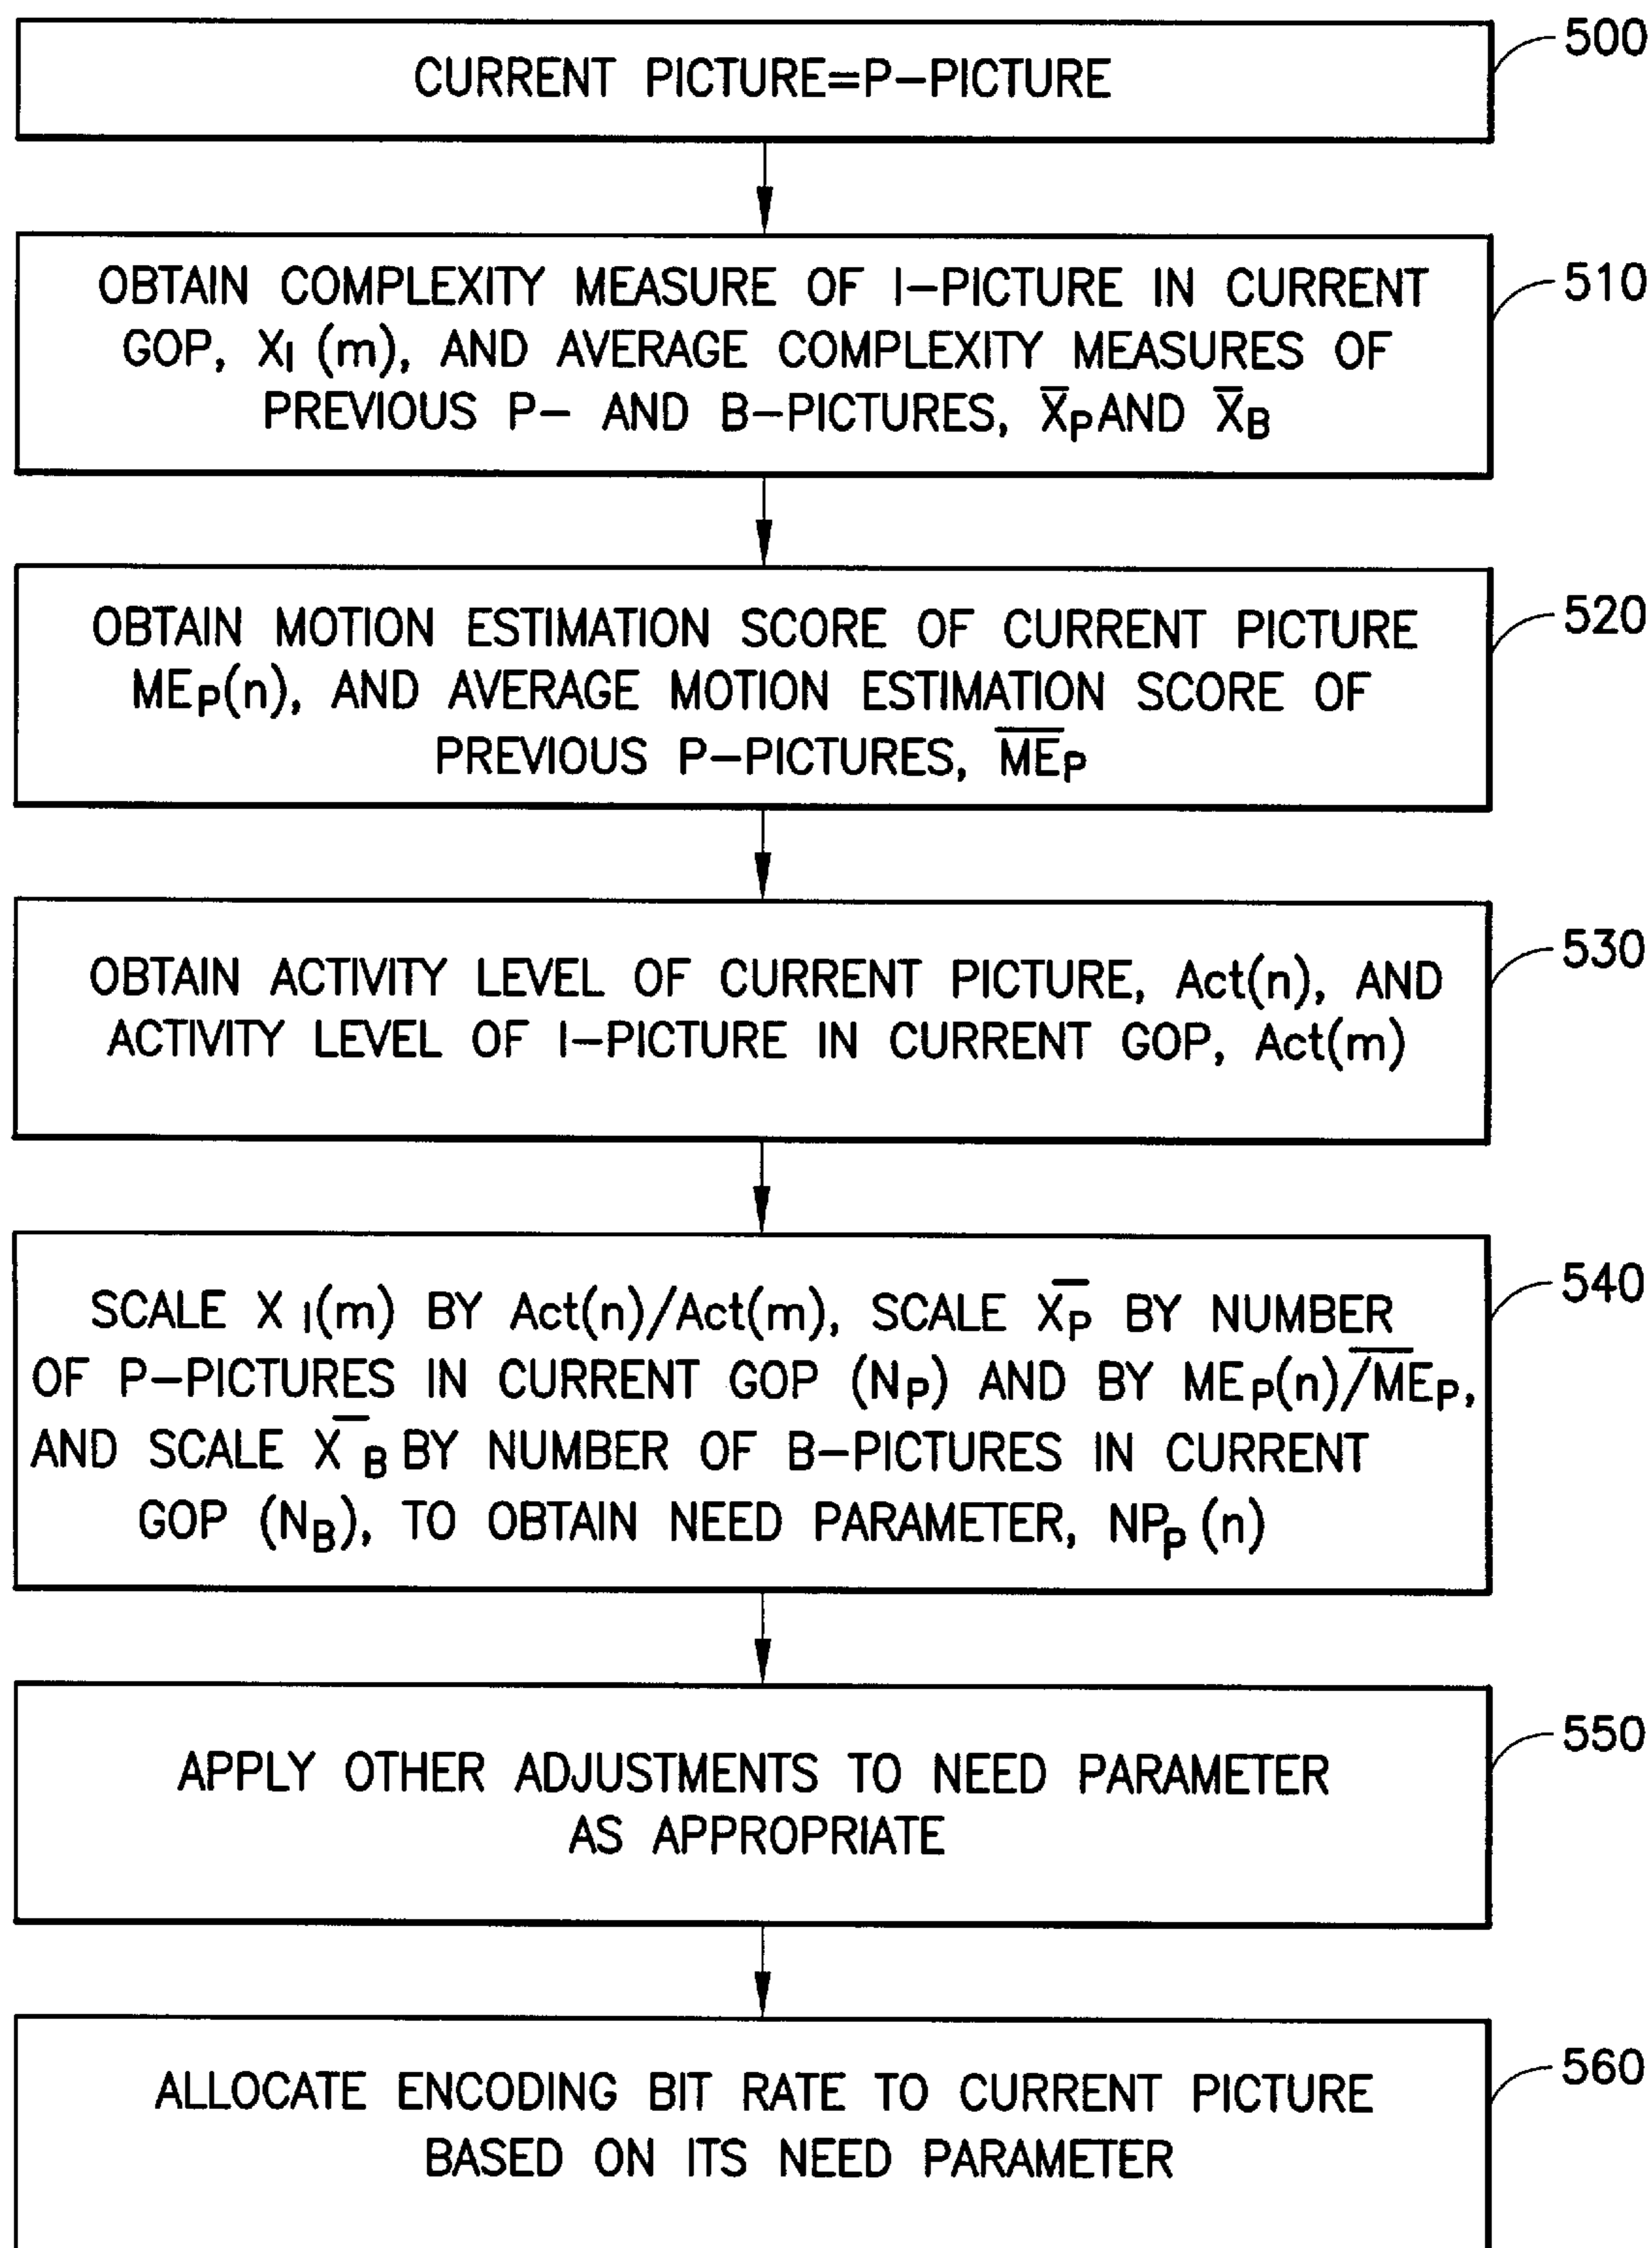 CURRENT PICTURE=P-PICTURE
500
OBTAIN COMPLEXITY MEASURE OF I-PICTURE IN CURRENT
GOP, XI (m), AND AVERAGE COMPLEXITY MEASURES OF
PREVIOUS P- AND B-PICTURES, X̅P AND X̅B
510
OBTAIN MOTION ESTIMATION SCORE OF CURRENT PICTURE
MEP(n), AND AVERAGE MOTION ESTIMATION SCORE OF
PREVIOUS P-PICTURES, M̅E̅P
520
OBTAIN ACTIVITY LEVEL OF CURRENT PICTURE, Act(n), AND
ACTIVITY LEVEL OF I-PICTURE IN CURRENT GOP, Act(m)
530
SCALE X I(m) BY Act(n)/Act(m), SCALE X̅P BY NUMBER
OF P-PICTURES IN CURRENT GOP (NP) AND BY MEP(n)/M̅E̅P,
AND SCALE X̅B BY NUMBER OF B-PICTURES IN CURRENT
GOP (NB), TO OBTAIN NEED PARAMETER, NPP (n)
540
APPLY OTHER ADJUSTMENTS TO NEED PARAMETER
AS APPROPRIATE
550
ALLOCATE ENCODING BIT RATE TO CURRENT PICTURE
BASED ON ITS NEED PARAMETER
560